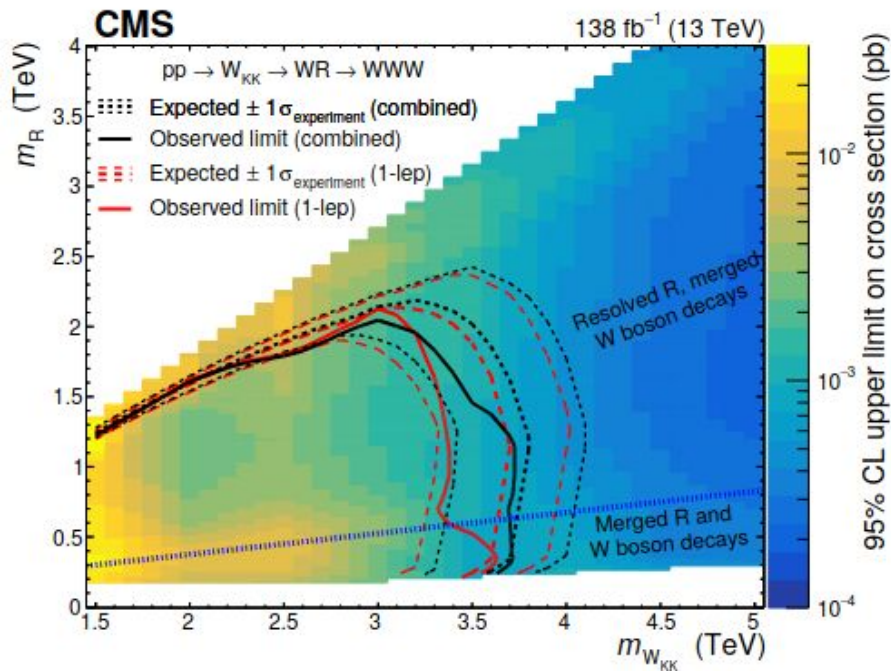 CMS 138 fb⁻¹ (13 TeV)
pp → W_KK → WR → WWW
Expected ± 1σ_experiment (combined)
Observed limit (combined)
Expected ± 1σ_experiment (1-lep)
Observed limit (1-lep)
Resolved R, merged
W boson decays
Merged R and
W boson decays
m_R (TeV)
4
3.5
3
2.5
2
1.5
1
0.5
0
1.5 2 2.5 3 3.5 4 4.5 5
m_W_KK (TeV)
10⁻²
10⁻³
10⁻⁴
95% CL upper limit on cross section (pb)